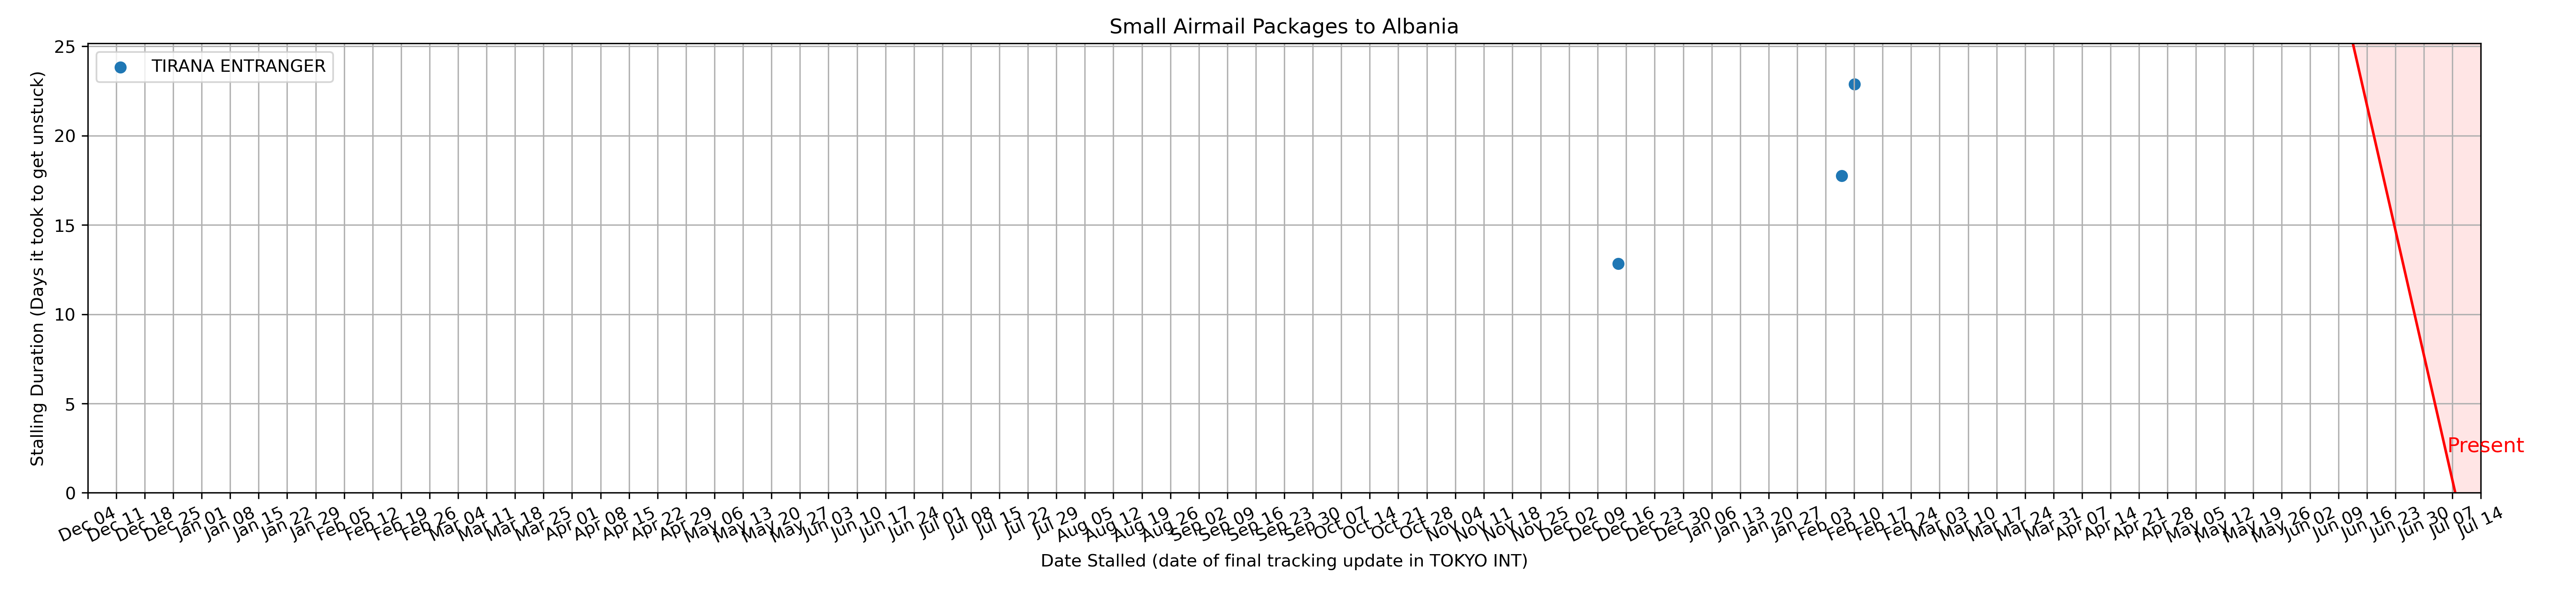 Small Airmail Packages to Albania
TIRANA ENTRANGER
Stalling Duration (Days it took to get unstuck)
25
20
15
10
5
0
Present
Dec 04
Dec 11
Dec 18
Dec 25
Jan 01
Jan 08
Jan 15
Jan 22
Jan 29
Feb 05
Feb 12
Feb 19
Feb 26
Mar 04
Mar 11
Mar 18
Mar 25
Apr 01
Apr 08
Apr 15
Apr 22
Apr 29
May 06
May 13
May 20
May 27
Jun 03
Jun 10
Jun 17
Jun 24
Jul 01
Jul 08
Jul 15
Jul 22
Jul 29
Aug 05
Aug 12
Aug 19
Aug 26
Sep 02
Sep 09
Sep 16
Sep 23
Sep 30
Oct 07
Oct 14
Oct 21
Oct 28
Nov 04
Nov 11
Nov 18
Nov 25
Dec 02
Dec 09
Dec 16
Dec 23
Dec 30
Jan 06
Jan 13
Jan 20
Jan 27
Feb 03
Feb 10
Feb 17
Feb 24
Mar 03
Mar 10
Mar 17
Mar 24
Mar 31
Apr 07
Apr 14
Apr 21
Apr 28
May 05
May 12
May 19
May 26
Jun 02
Jun 09
Jun 16
Jun 23
Jun 30
Jul 07
Jul 14
Date Stalled (date of final tracking update in TOKYO INT)